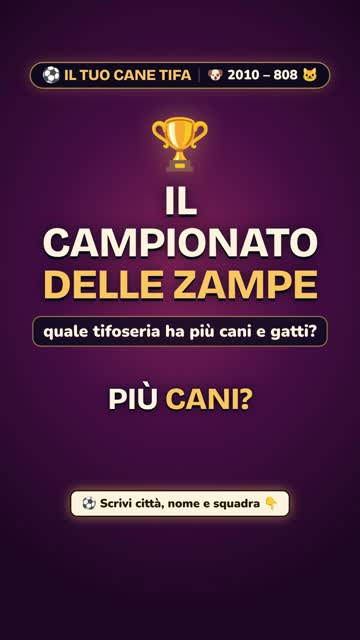 ⚽ IL TUO CANE TIFA | 🐶 2010 – 808 🐱
IL
CAMPIONATO
DELLE ZAMPE
quale tifoseria ha più cani e gatti?
PIÙ CANI?
⚽ Scrivi città, nome e squadra 👇